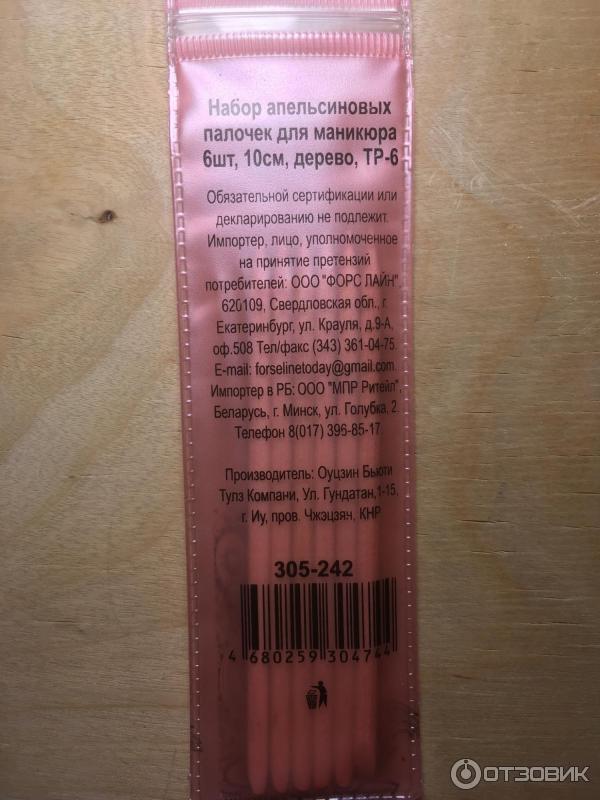 Набор апельсиновых
палочек для маникюра
6шт, 10см, дерево, TP-6
Обязательной сертификации или
декларированию не подлежит.
Импортер, лицо, уполномоченное
на принятие претензий
потребителей: ООО "ФОРС ЛАЙН",
620109, Свердловская обл., г.
Екатеринбург, ул. Крауля, д.9-А,
оф.508 Тел/факс (343) 361-04-75.
E-mail: forselinetoday@gmail.com.
Импортер в РБ: ООО "МПР Ритейл",
Беларусь, г. Минск, ул. Голубка, 2.
Телефон 8(017) 396-85-17.
Производитель: Оуцзин Бьюти
Тулз Компани, Ул. Гундатан,1-15,
г. Иу, пров. Чжэцзян, КНР
305-242
4 680259 304744
ОТЗОВИК